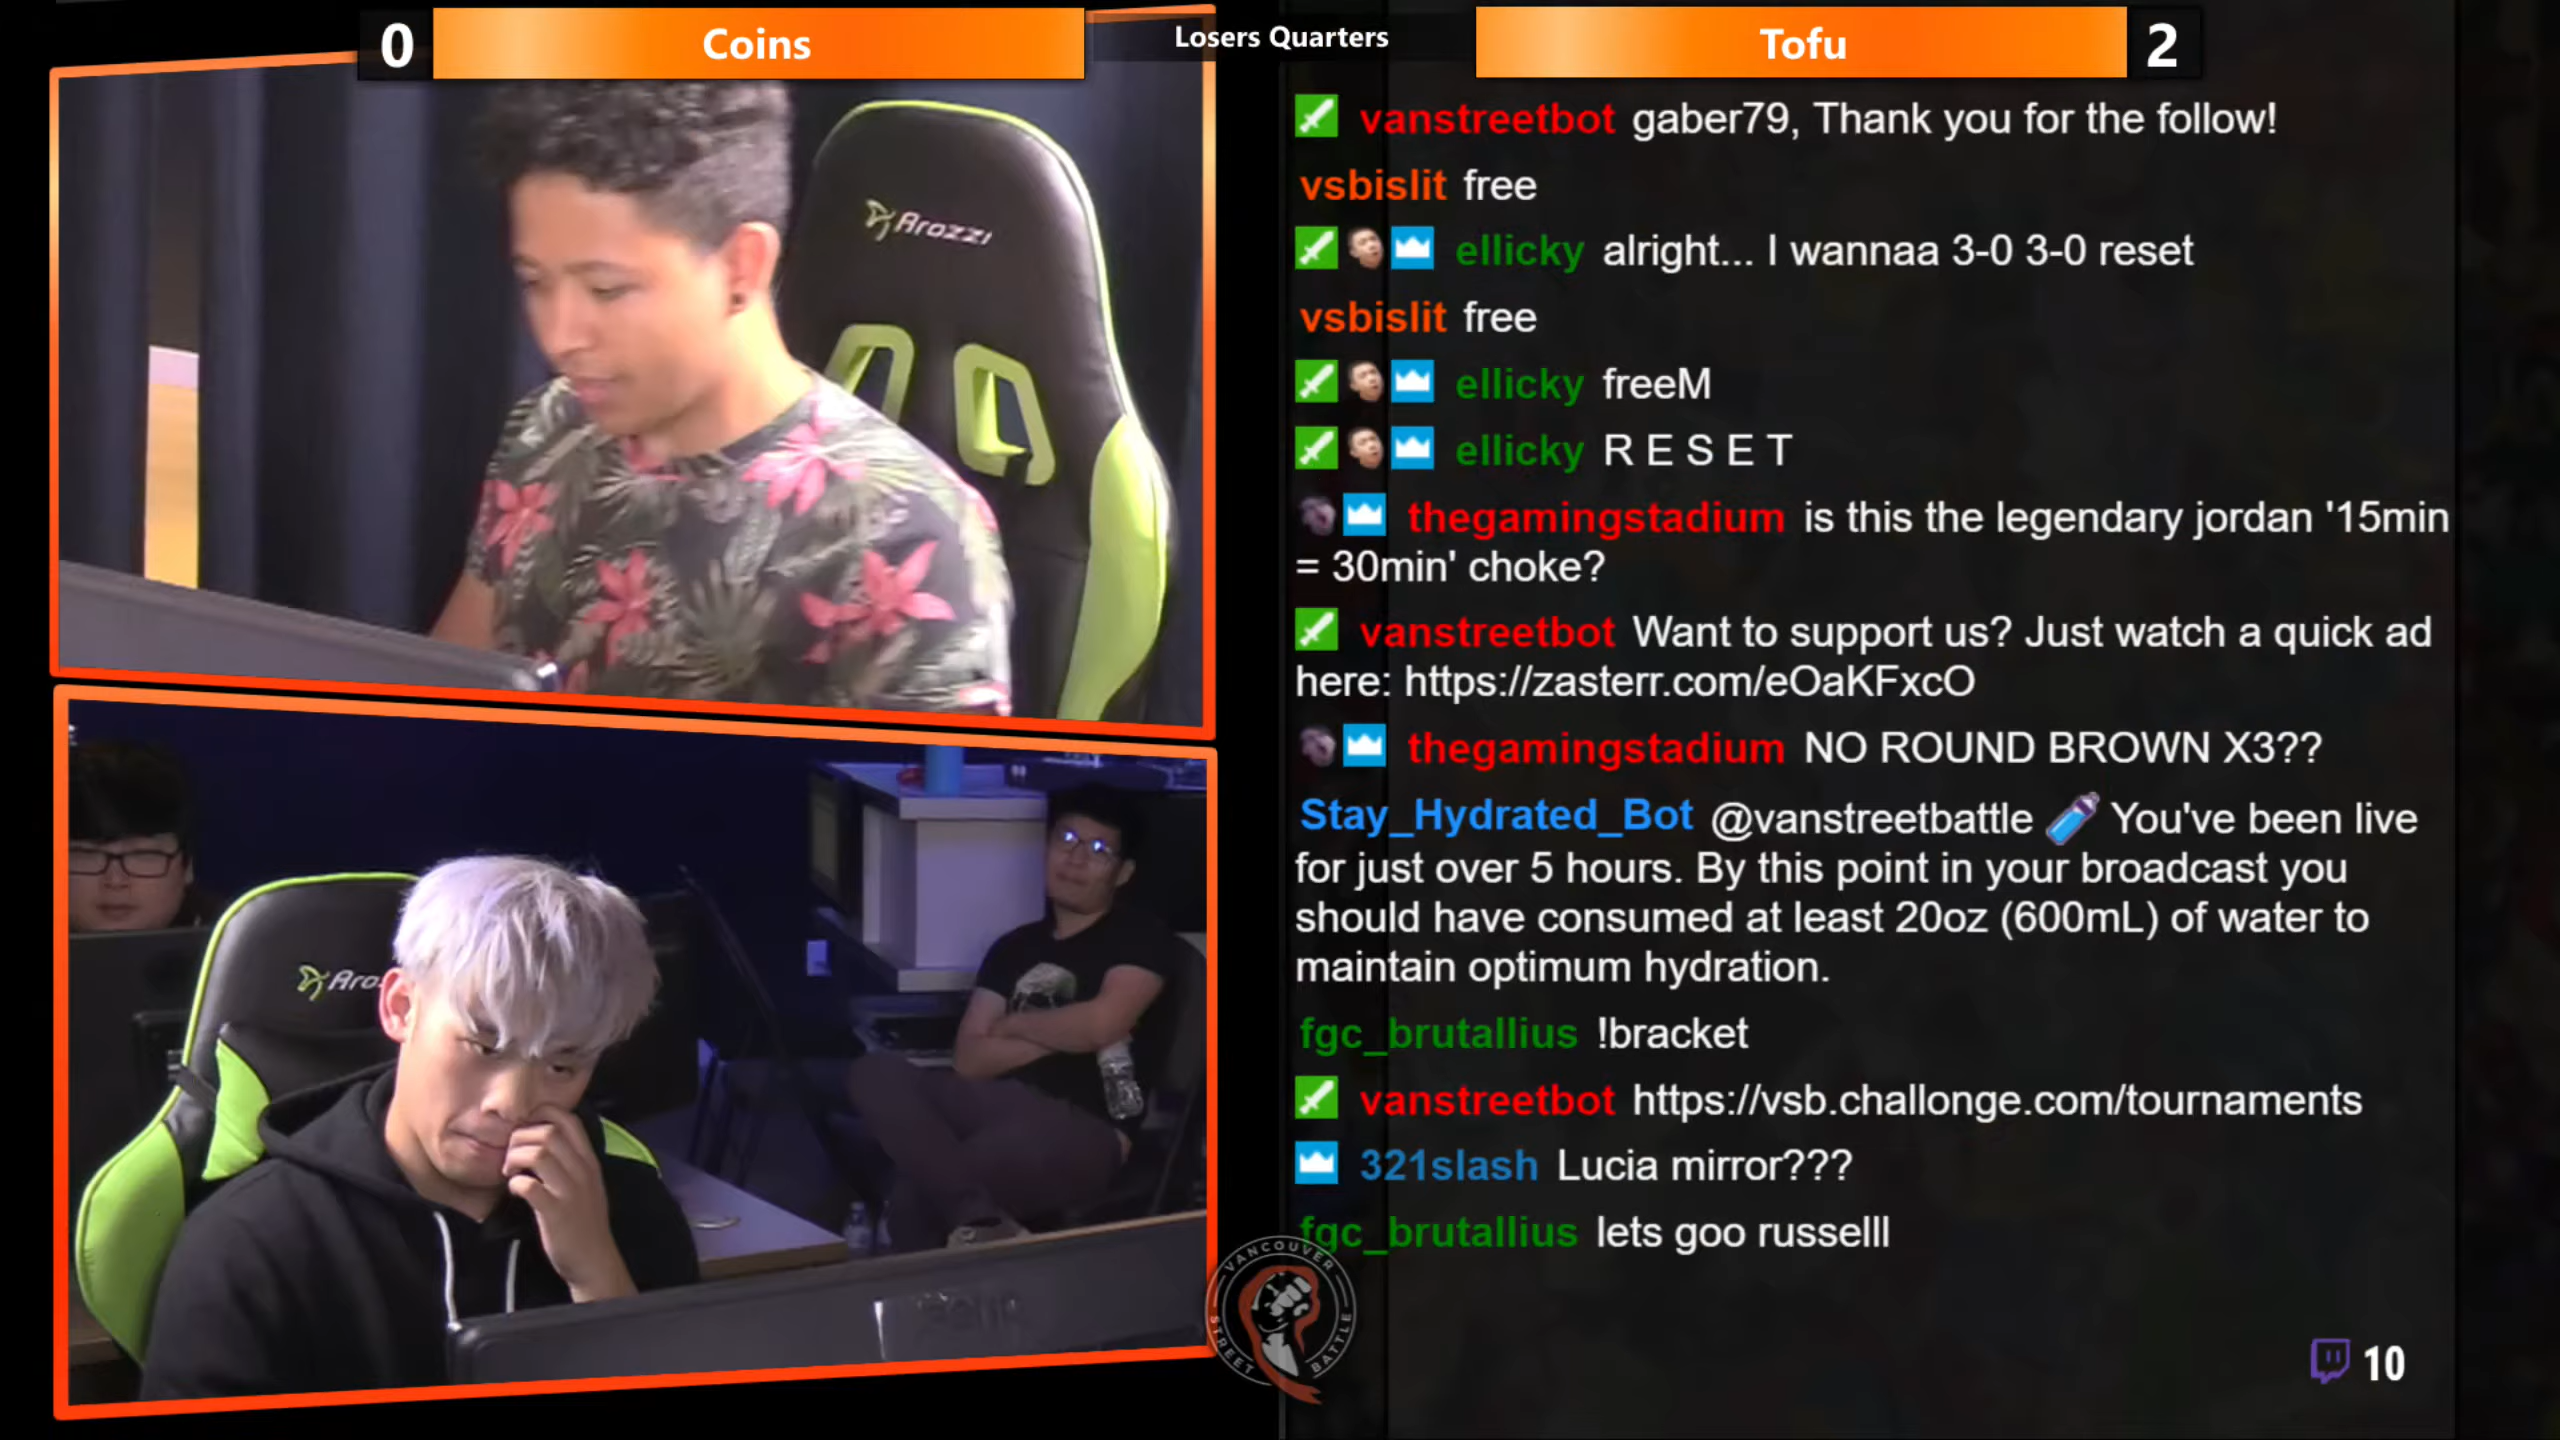 0
Coins
Losers Quarters
Tofu
2
Arozzi
vanstreetbot gaber79, Thank you for the follow!
vsbislit free
ellicky alright... I wannaa 3-0 3-0 reset
vsbislit free
ellicky freeM
ellicky R E S E T
thegamingstadium is this the legendary jordan '15min
= 30min' choke?
vanstreetbot Want to support us? Just watch a quick ad
here: https://zasterr.com/eOaKFxcO
thegamingstadium NO ROUND BROWN X3??
Stay_Hydrated_Bot @vanstreetbattle You've been live
for just over 5 hours. By this point in your broadcast you
should have consumed at least 20oz (600mL) of water to
maintain optimum hydration.
fgc_brutallius !bracket
vanstreetbot https://vsb.challonge.com/tournaments
321slash Lucia mirror???
fgc_brutallius lets goo russelll
Aro
VANCOUVER
STREET BATTLE
10